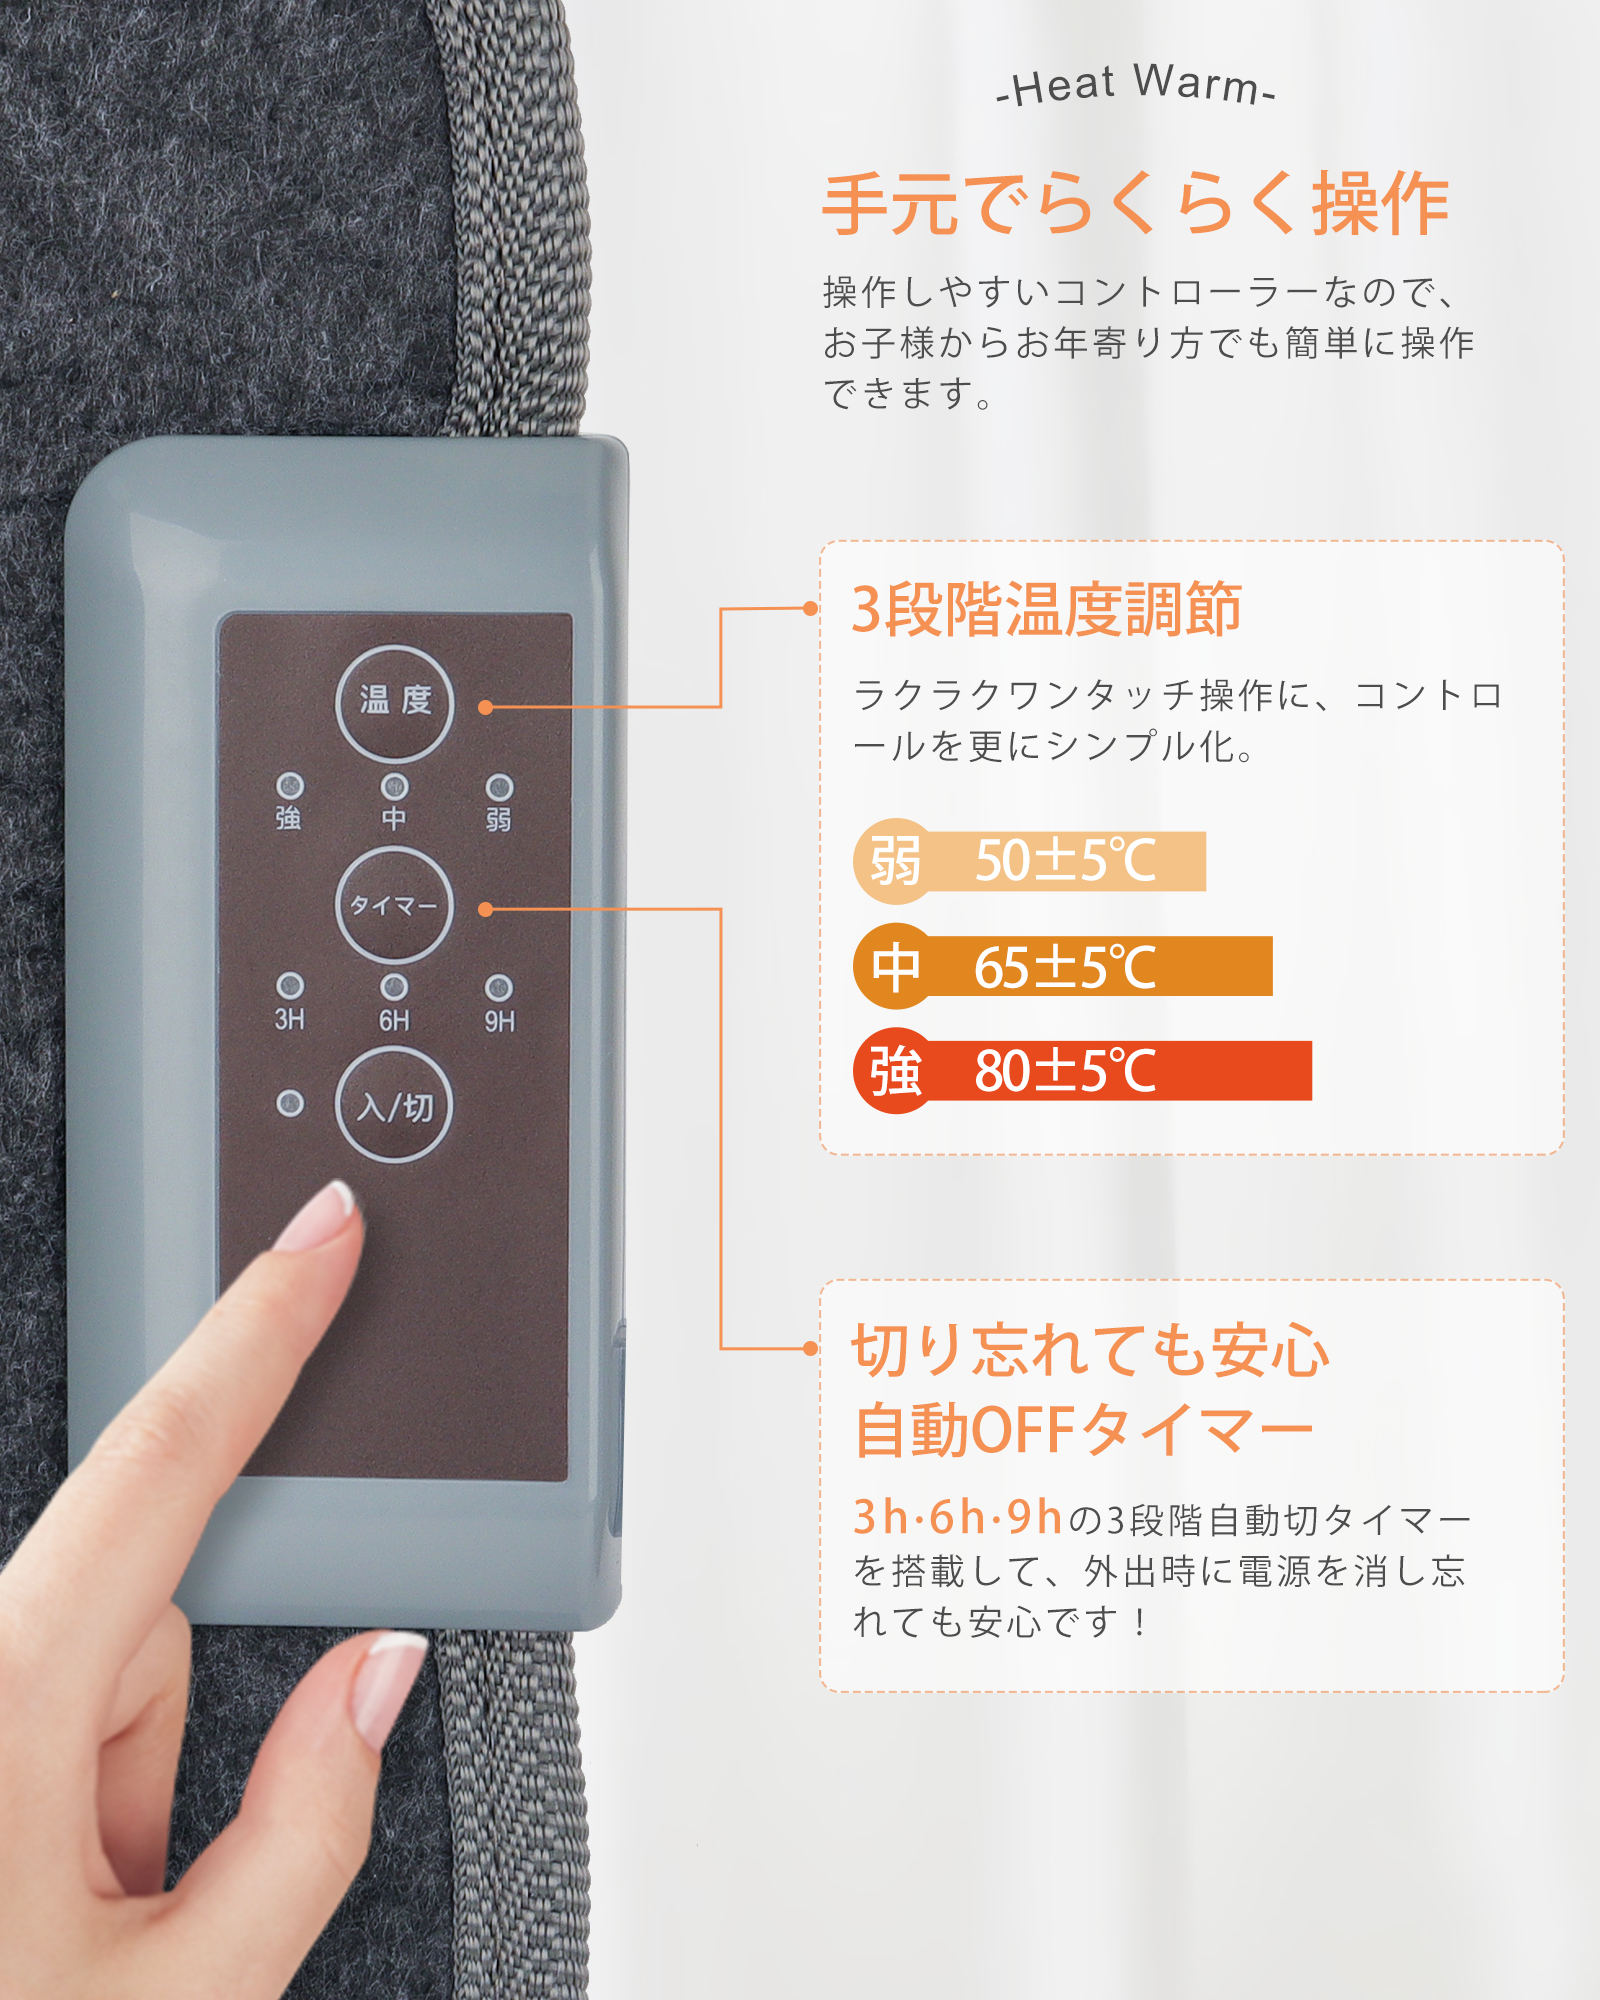 -Heat Warm-
手元でらくらく操作
操作しやすいコントローラーなので、
お子様からお年寄り方でも簡単に操作
できます。
温度
強 中 弱
タイマー
3H 6H 9H
入/切
3段階温度調節
ラクラクワンタッチ操作に、コントロ
ールを更にシンプル化。
弱 50±5℃
中 65±5℃
強 80±5℃
切り忘れても安心
自動OFFタイマー
3h·6h·9hの3段階自動切タイマー
を搭載して、外出時に電源を消し忘
れても安心です！